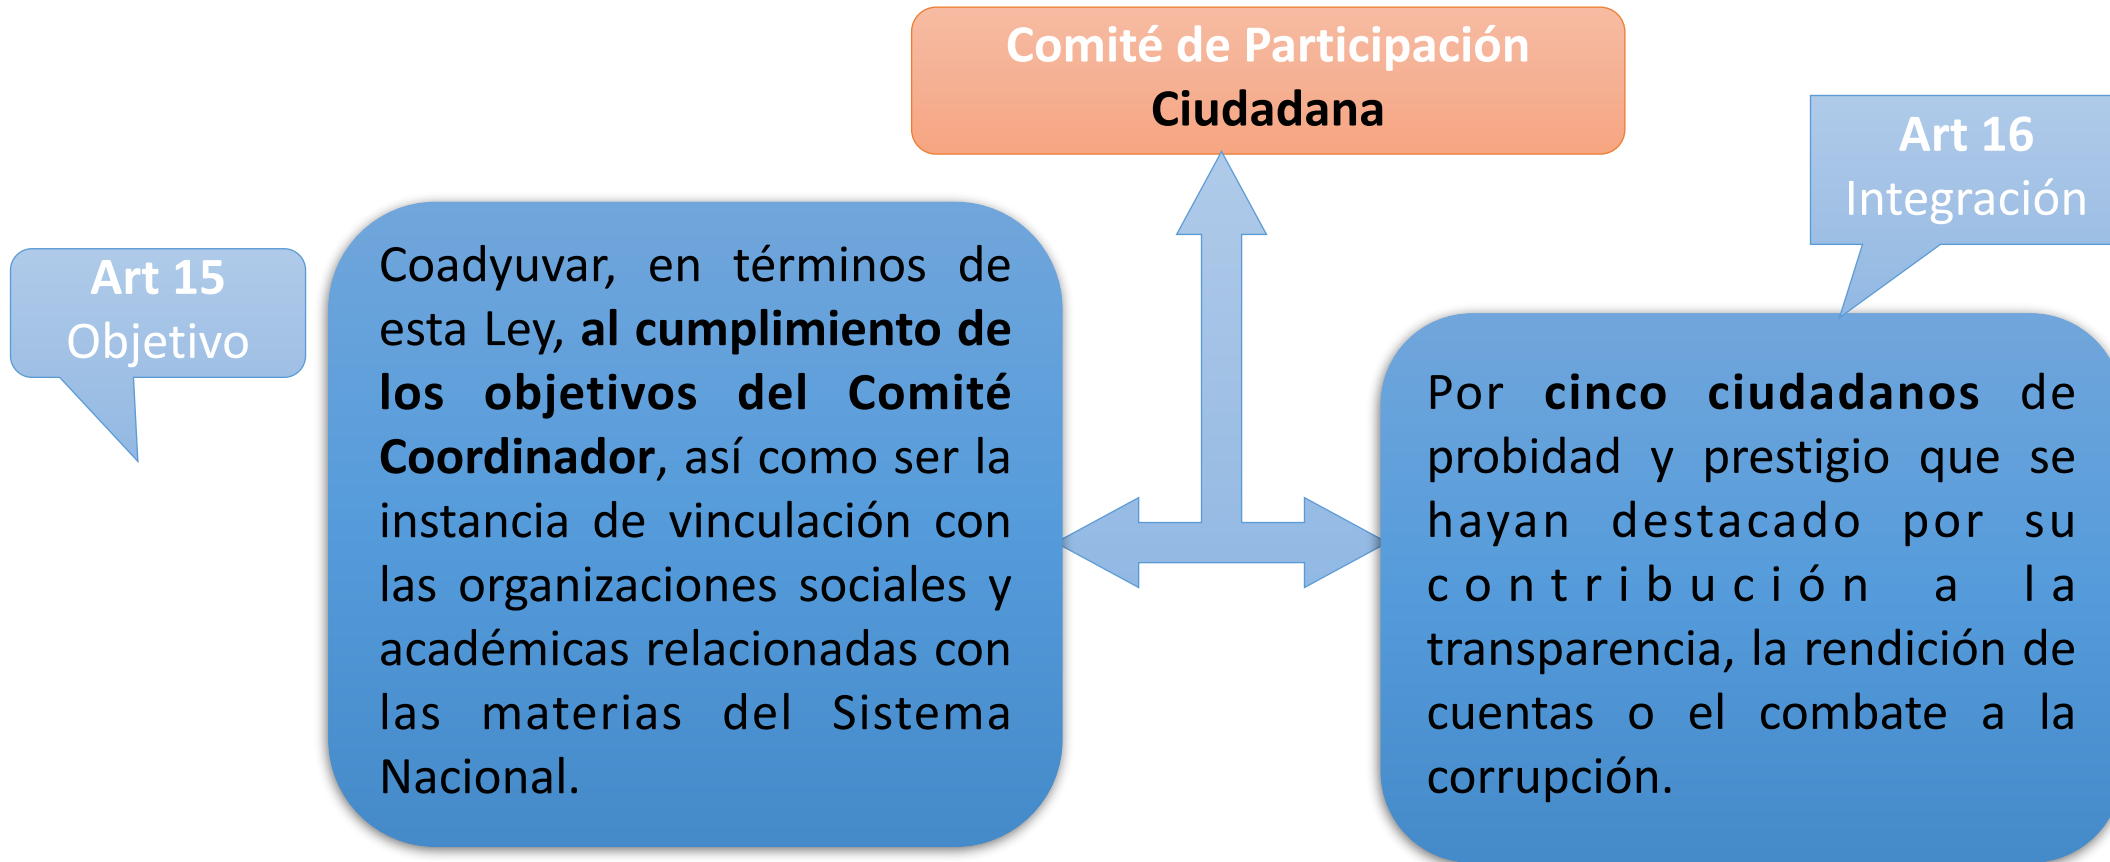 Comité de Participación
Ciudadana
Art 15
Objetivo
Coadyuvar, en términos de
esta Ley, al cumplimiento de
los objetivos del Comité
Coordinador, así como ser la
instancia de vinculación con
las organizaciones sociales y
académicas relacionadas con
las materias del Sistema
Nacional.
Art 16
Integración
Por cinco ciudadanos de
probidad y prestigio que se
hayan destacado por su
contribución a la
transparencia, la rendición de
cuentas o el combate a la
corrupción.